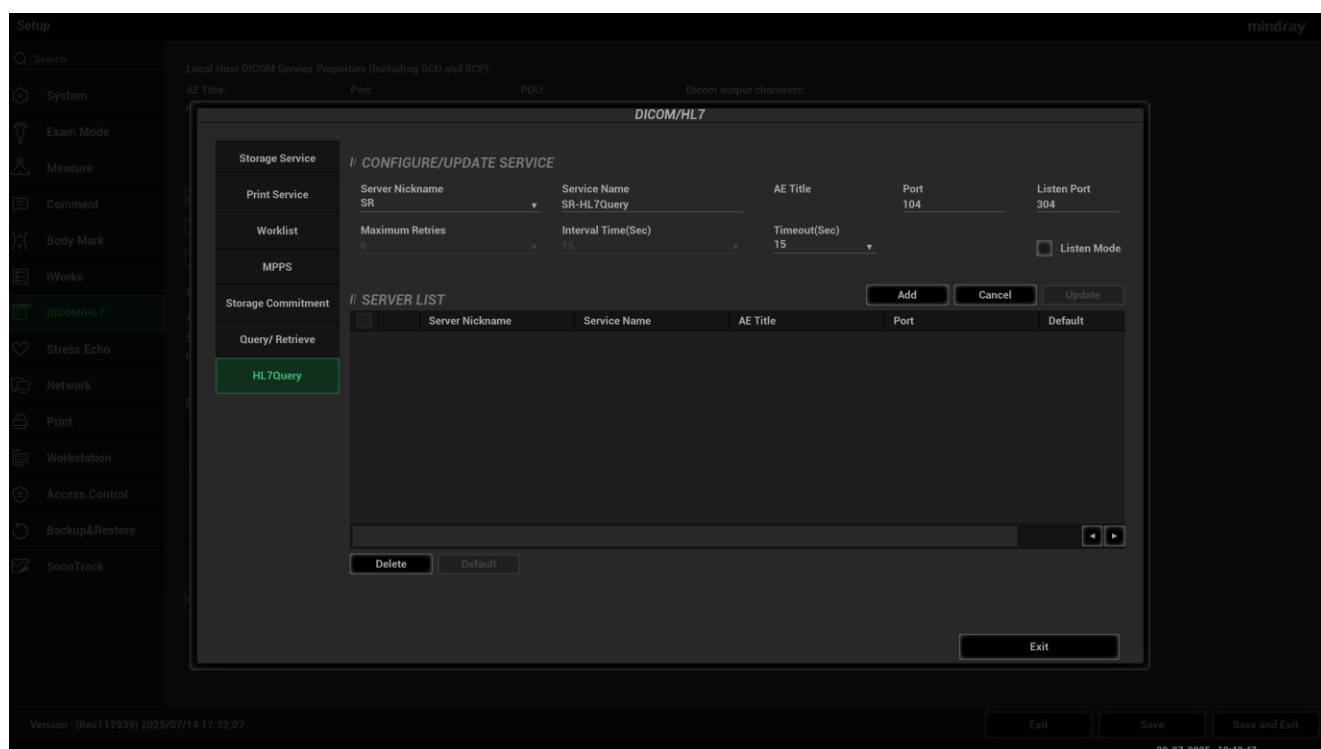 Setup
mindray
Search
Local Host DICOM Service Properties (Including SCU and SCP):
AE Title: Port: PDU: Dicom output charasets:
System
Exam Mode
Measure
Comment
Body Mark
iWorks
DICOM/HL7
Stress Echo
Network
Print
Workstation
Access Control
Backup&Restore
SonoTrack
DICOM/HL7
Storage Service
Print Service
Worklist
MPPS
Storage Commitment
Query/ Retrieve
HL7Query
// CONFIGURE/UPDATE SERVICE
Server Nickname Service Name AE Title Port Listen Port
SR SR-HL7Query 104 304
Maximum Retries Interval Time(Sec) Timeout(Sec)
0 15 15
Listen Mode
Add Cancel Update
// SERVER LIST
Server Nickname Service Name AE Title Port Default
Delete Default
Exit
Version : (Rev117939) 2025/07/14 17:32:07
Exit Save Save and Exit